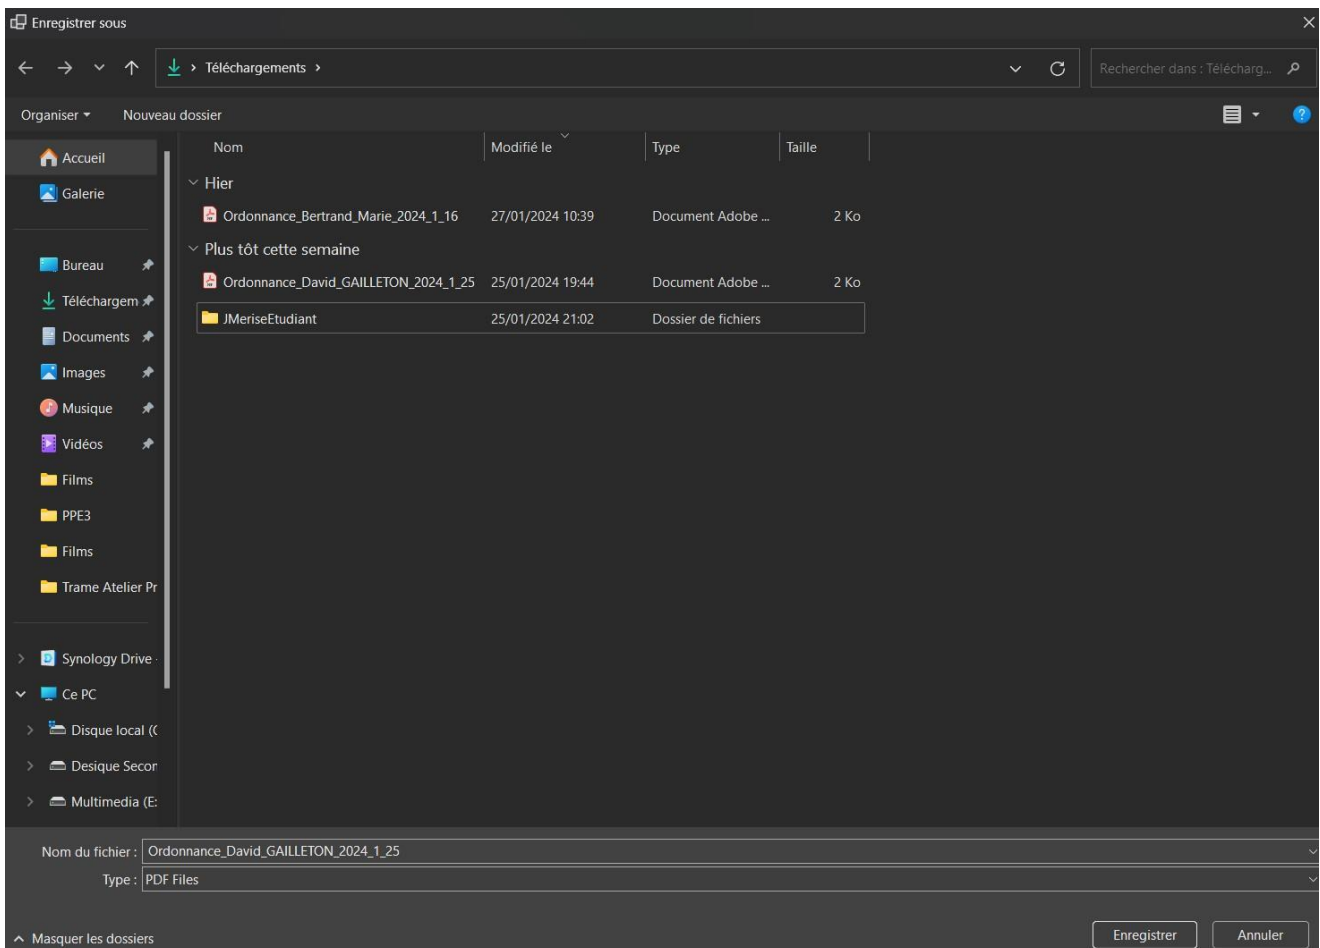 Enregistrer sous
Téléchargements
Rechercher dans : Télécharg...
Organiser Nouveau dossier
Accueil
Galerie
Bureau
Téléchargem
Documents
Images
Musique
Vidéos
Films
PPE3
Films
Trame Atelier Pr
Synology Drive -
Ce PC
Disque local (C
Desique Secon
Multimedia (E:
Nom Modifié le Type Taille
Hier
Ordonnance_Bertrand_Marie_2024_1_16 27/01/2024 10:39 Document Adobe ... 2 Ko
Plus tôt cette semaine
Ordonnance_David_GAILLETON_2024_1_25 25/01/2024 19:44 Document Adobe ... 2 Ko
JMeriseEtudiant 25/01/2024 21:02 Dossier de fichiers
Nom du fichier : Ordonnance_David_GAILLETON_2024_1_25
Type : PDF Files
Masquer les dossiers
Enregistrer Annuler